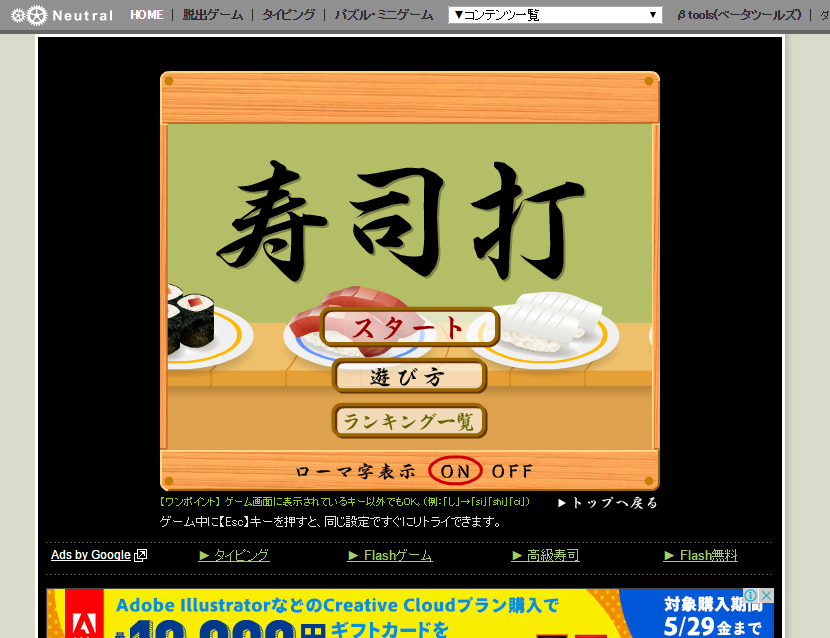 Neutral HOME | 脱出ゲーム | タイピング | パズル・ミニゲーム ▼コンテンツ一覧 ▼ β tools(ベータツールズ) |
寿司打
スタート
遊び方
ランキング一覧
ローマ字表示 ON OFF
【ワンポイント】 ゲーム画面に表示されているキー以外でもOK。(例:「し」→「si」「shi」「ci」)
▶トップへ戻る
ゲーム中に【Esc】キーを押すと、同じ設定ですぐにリトライできます。
Ads by Google ▶ タイピング ▶ Flashゲーム ▶ 高級寿司 ▶ Flash無料
Adobe IllustratorなどのCreative Cloudプラン購入で
ギフトカードを
対象購入期間
5/29金まで